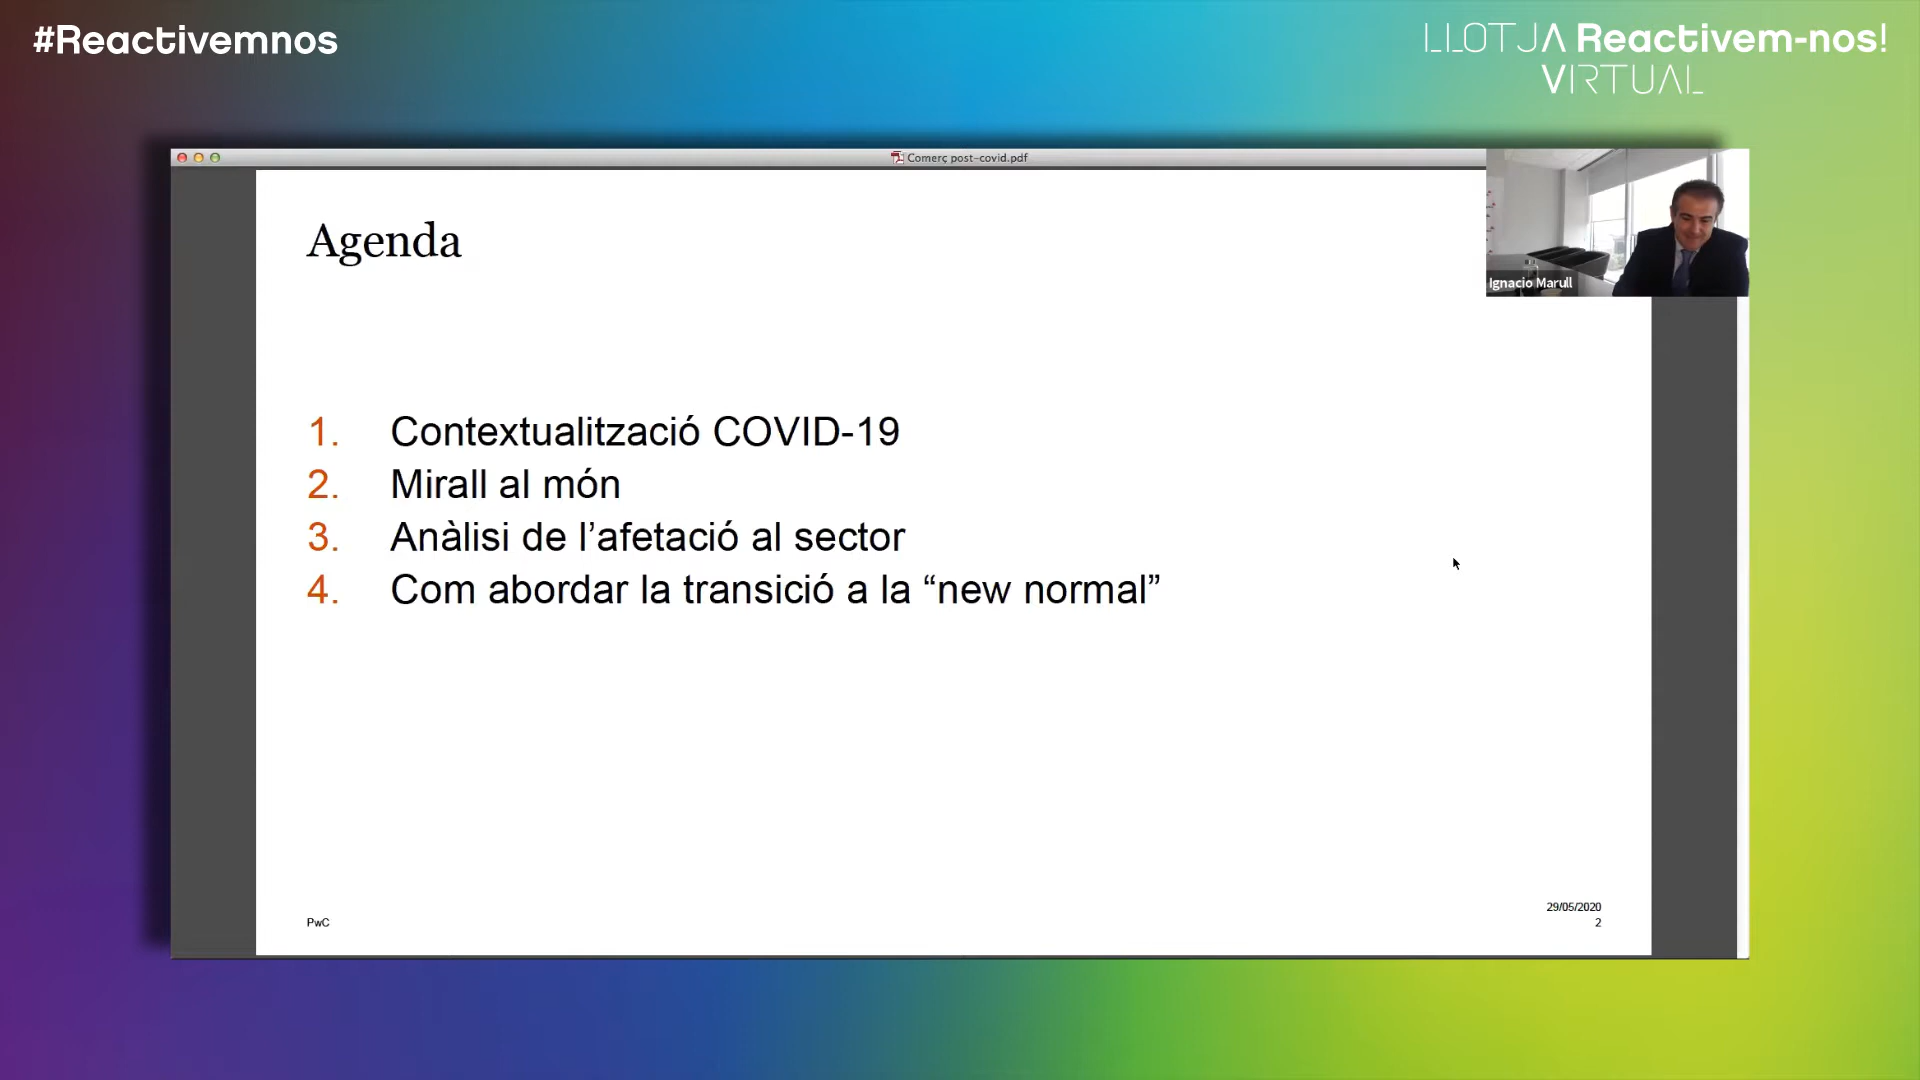 #Reactivemnos
LLOTJA Reactivem-nos!
VIRTUAL
Comerç post-covid.pdf
Ignacio Marull
Agenda
1. Contextualització COVID-19
2. Mirall al món
3. Anàlisi de l’afetació al sector
4. Com abordar la transició a la “new normal”
29/05/2020
PwC 2